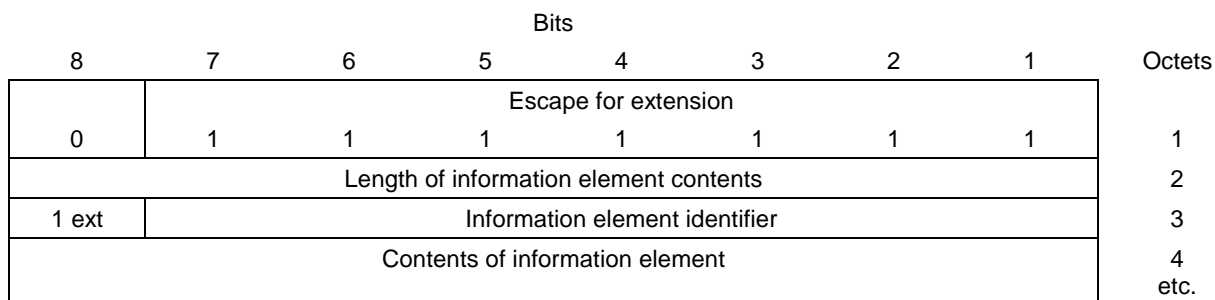 Bits
8 7 6 5 4 3 2 1 Octets
Escape for extension
0 1 1 1 1 1 1 1 1
Length of information element contents 2
1 ext Information element identifier 3
Contents of information element 4
etc.